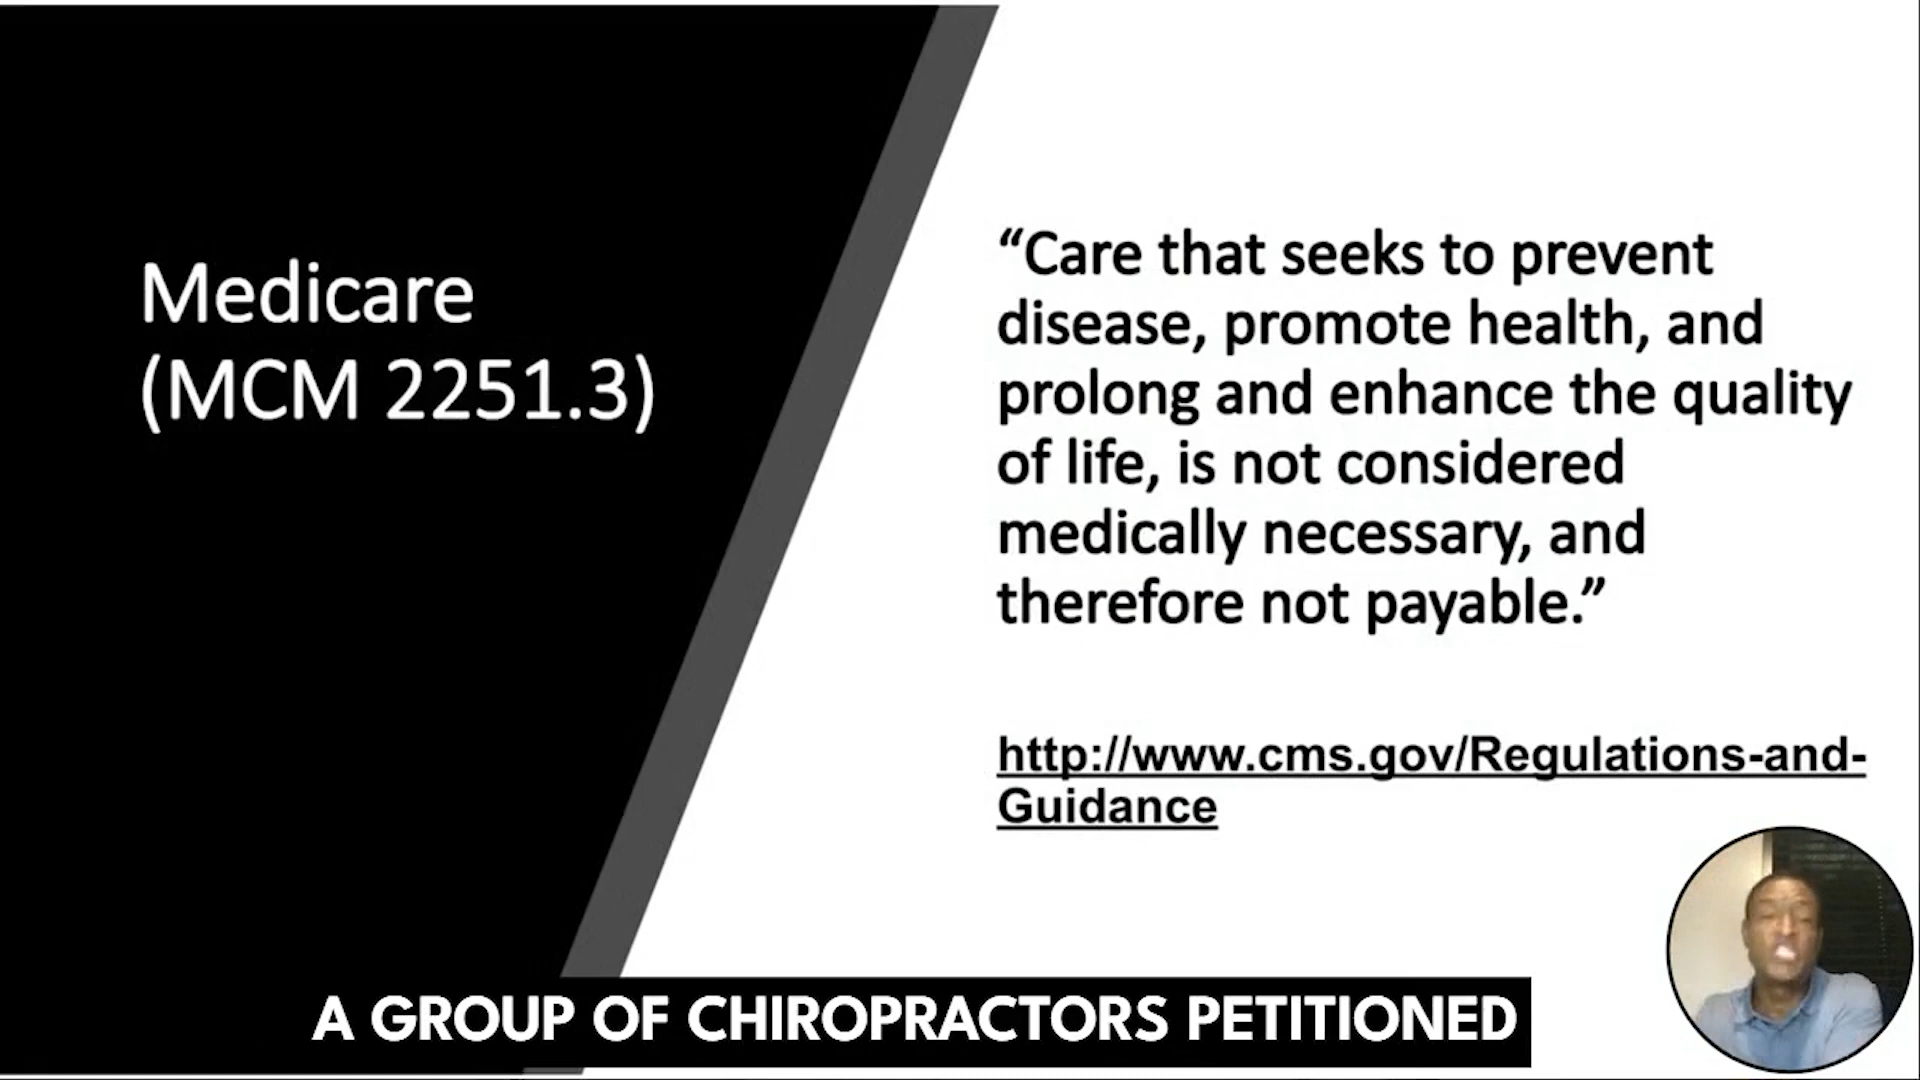 Medicare
(MCM 2251.3)
“Care that seeks to prevent
disease, promote health, and
prolong and enhance the quality
of life, is not considered
medically necessary, and
therefore not payable.”
http://www.cms.gov/Regulations-and-
Guidance
A GROUP OF CHIROPRACTORS PETITIONED